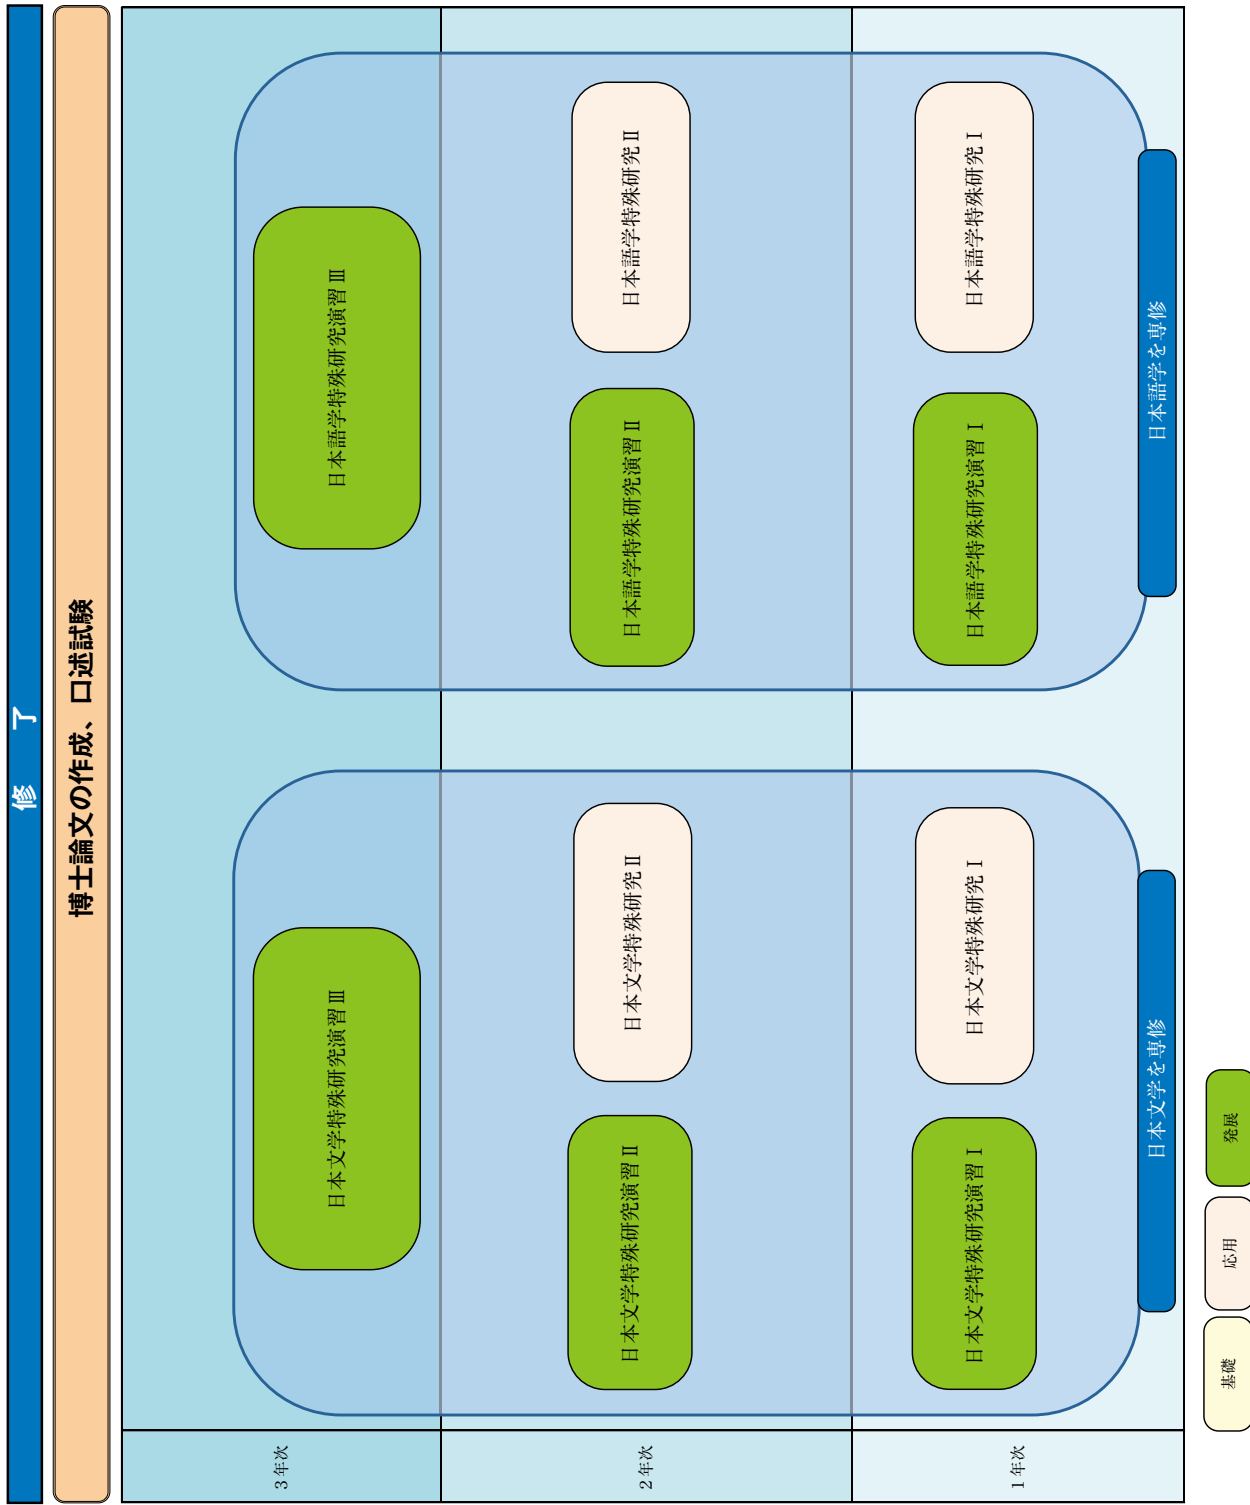 修　了
博士論文の作成、口述試験
３年次
日本文学特殊研究演習Ⅲ
日本語学特殊研究演習Ⅲ
２年次
日本文学特殊研究演習Ⅱ
日本文学特殊研究Ⅱ
日本語学特殊研究演習Ⅱ
日本語学特殊研究Ⅱ
１年次
日本文学特殊研究演習Ⅰ
日本文学特殊研究Ⅰ
日本語学特殊研究演習Ⅰ
日本語学特殊研究Ⅰ
日本文学を専修
日本語学を専修
基礎
応用
発展